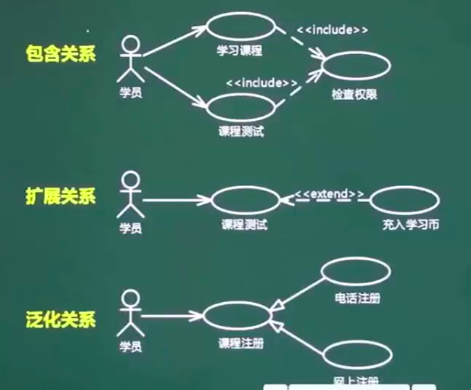 <<include>>
包含关系
学习课程
<<include>>
学员
检查权限
课程测试
扩展关系
<<extend>>
学员
课程测试
充入学习币
电话注册
泛化关系
学员
课程注册
网上注册